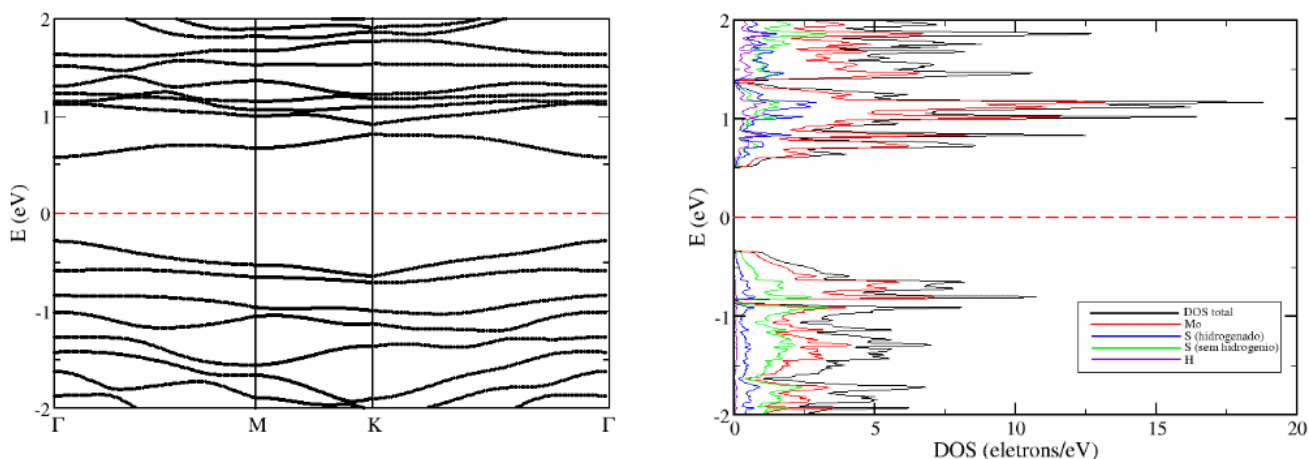 2
1
0
-1
-2
E (eV)
Γ
M
K
Γ
2
1
0
-1
-2
E (eV)
0
5
10
15
20
DOS (eletrons/eV)
DOS total
Mo
S (hidrogenado)
S (sem hidrogenio)
H